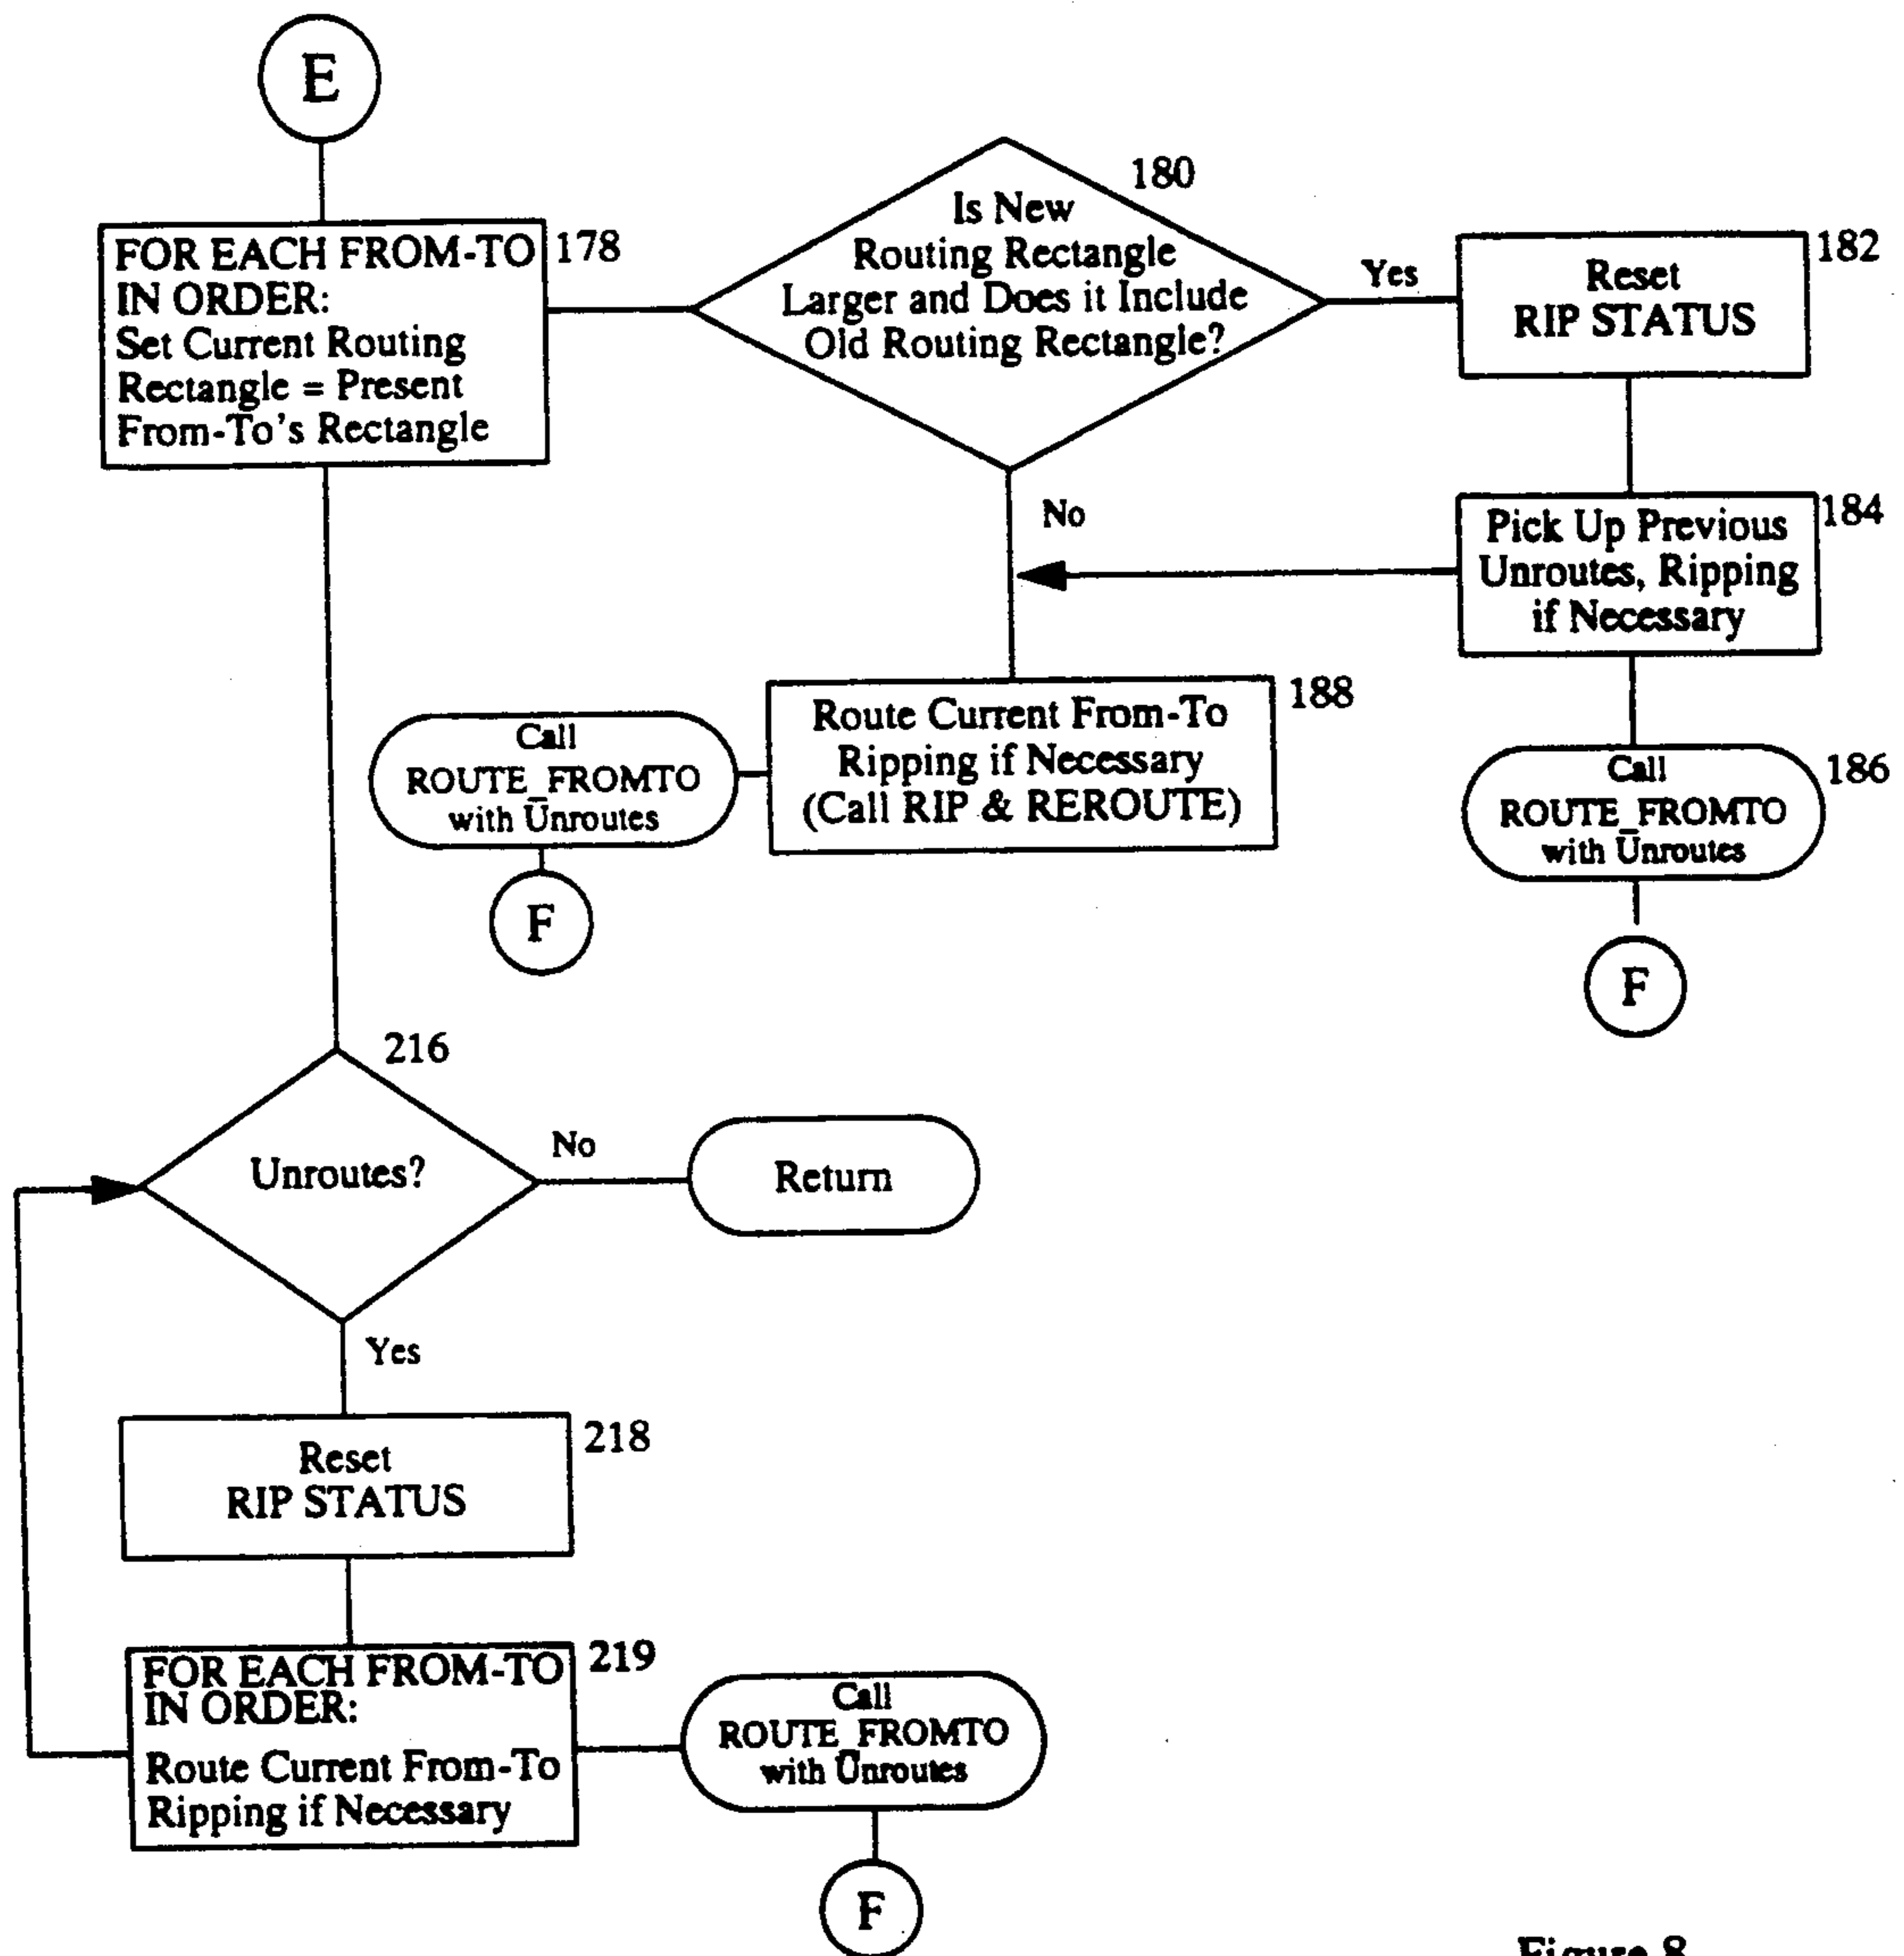 E
FOR EACH FROM-TO
IN ORDER:
Set Current Routing
Rectangle = Present
From-To's Rectangle
178
180
Is New
Routing Rectangle
Larger and Does it Include
Old Routing Rectangle?
Yes
182
Reset
RIP STATUS
No
184
Pick Up Previous
Unroutes, Ripping
if Necessary
188
Route Current From-To
Ripping if Necessary
(Call RIP & REROUTE)
Call
ROUTE_FROMTO
with Unroutes
F
186
Call
ROUTE_FROMTO
with Unroutes
F
216
Unroutes?
No
Return
Yes
218
Reset
RIP STATUS
219
FOR EACH FROM-TO
IN ORDER:
Route Current From-To
Ripping if Necessary
Call
ROUTE_FROMTO
with Unroutes
F
Figure 8